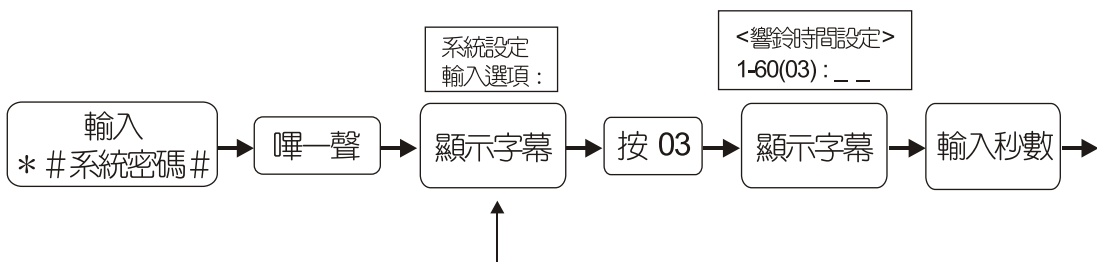 系統設定
輸入選項：
<響鈴時間設定>
1-60(03) : _ _
輸入
＊#系統密碼#
嗶一聲
顯示字幕
按 03
顯示字幕
輸入秒數